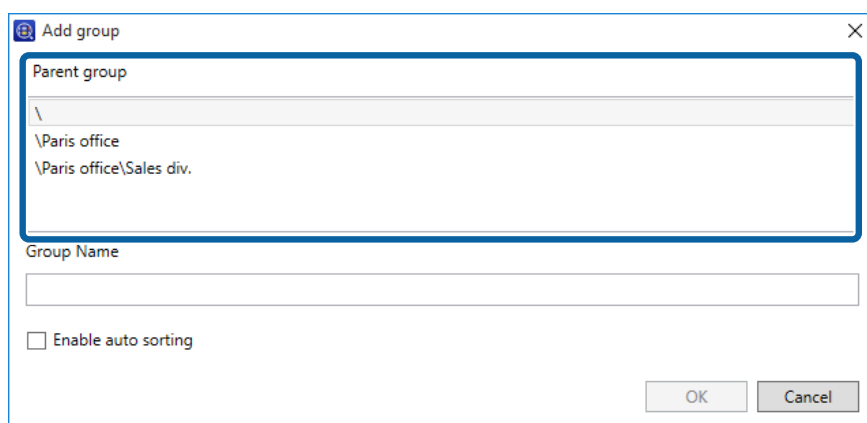 Add group
Parent group
\
\Paris office
\Paris office\Sales div.
Group Name
Enable auto sorting
OK
Cancel